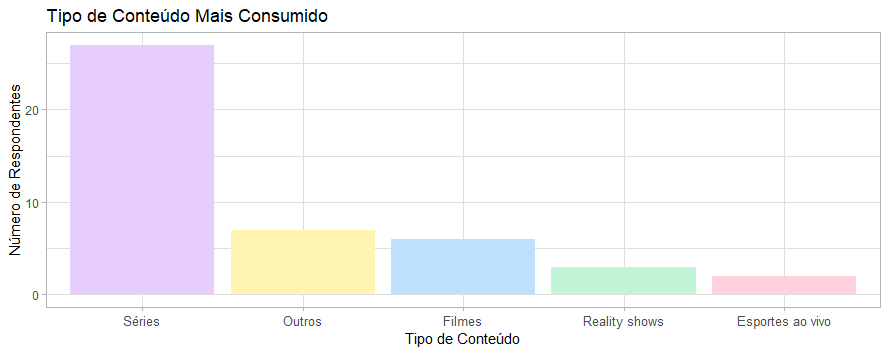 Tipo de Conteúdo Mais Consumido
Número de Respondentes
20
10
0
Séries
Outros
Filmes
Reality shows
Esportes ao vivo
Tipo de Conteúdo